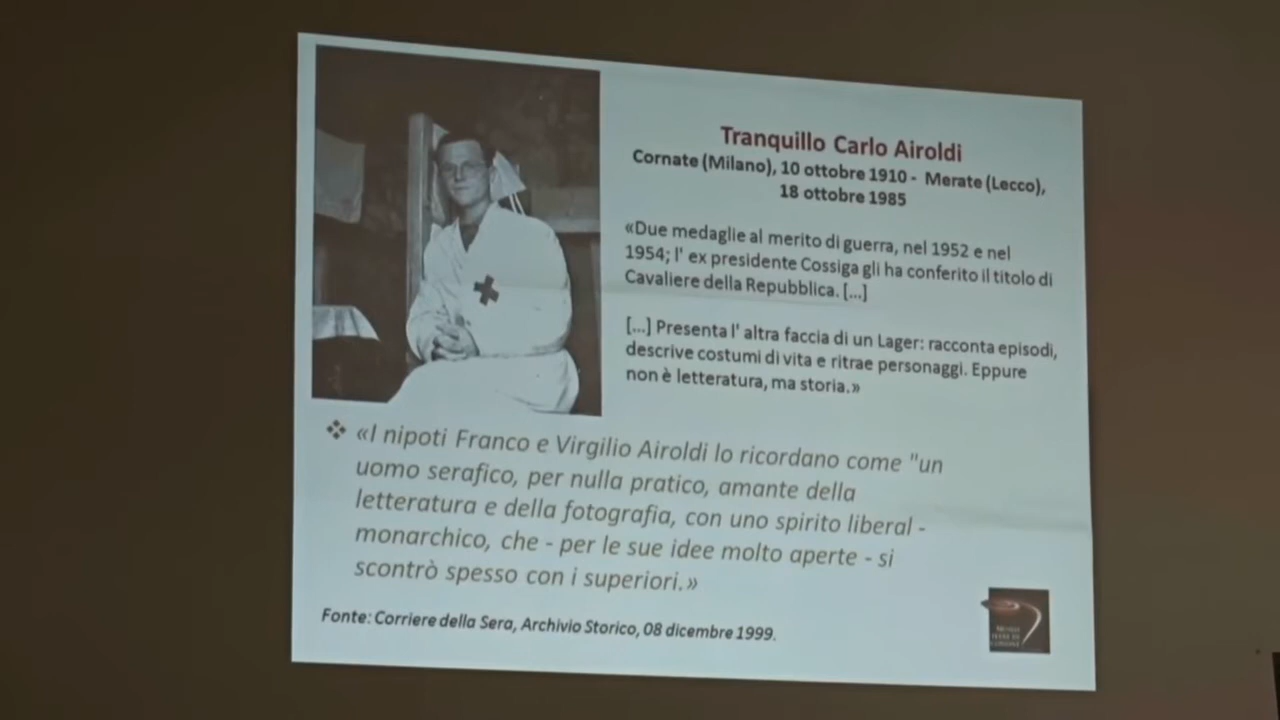 Tranquillo Carlo Airoldi
Cornate (Milano), 10 ottobre 1910 - Merate (Lecco),
18 ottobre 1985
«Due medaglie al merito di guerra, nel 1952 e nel
1954; l' ex presidente Cossiga gli ha conferito il titolo di
Cavaliere della Repubblica. [...]
[...] Presenta l' altra faccia di un Lager: racconta episodi,
descrive costumi di vita e ritrae personaggi. Eppure
non è letteratura, ma storia.»
❖ «I nipoti Franco e Virgilio Airoldi lo ricordano come "un
uomo serafico, per nulla pratico, amante della
letteratura e della fotografia, con uno spirito liberal -
monarchico, che - per le sue idee molto aperte - si
scontrò spesso con i superiori.»
Fonte: Corriere della Sera, Archivio Storico, 08 dicembre 1999.